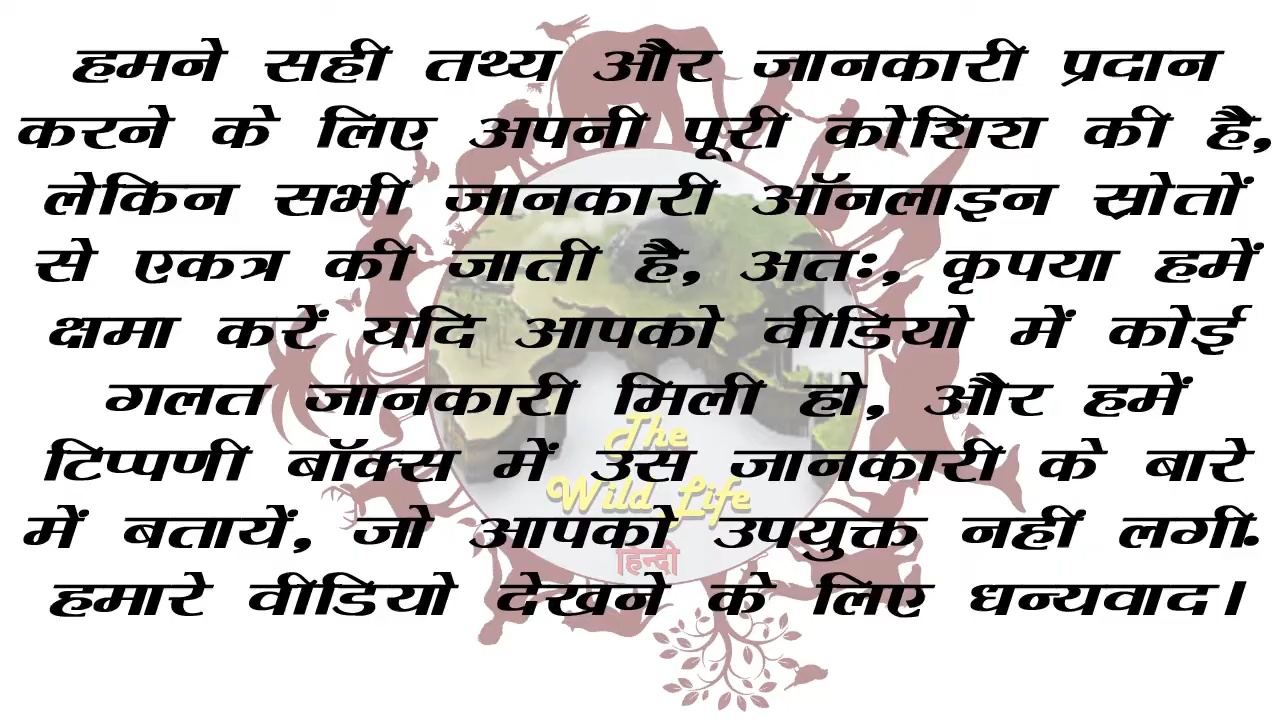 हमने सही तथ्य और जानकारी प्रदान
करने के लिए अपनी पूरी कोशिश की है,
लेकिन सभी जानकारी ऑनलाइन स्रोतों
से एकत्र की जाती है, अतः, कृपया हमें
क्षमा करें यदि आपको वीडियो में कोई
गलत जानकारी मिली हो, और हमें
टिप्पणी बॉक्स में उस जानकारी के बारे
में बतायें, जो आपको उपयुक्त नहीं लगी.
हमारे वीडियो देखने के लिए धन्यवाद।
The
Wild Life
हिन्दी